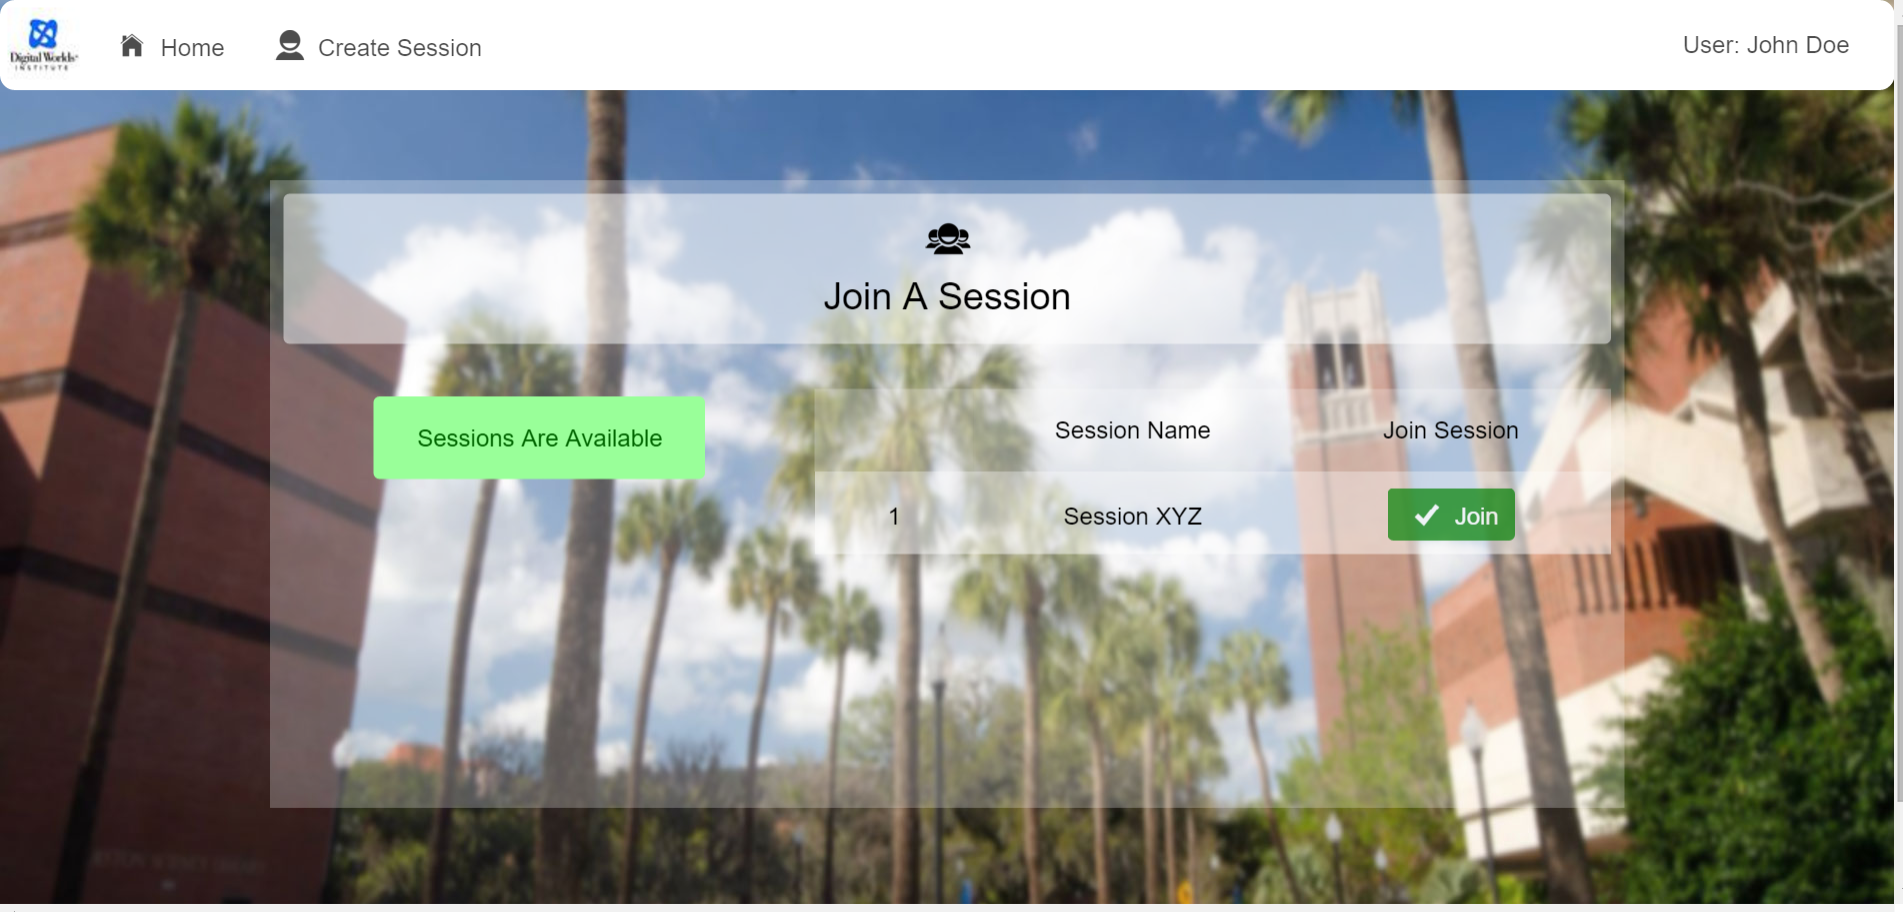 Digital Worlds
INSTITUTE
Home
Create Session
User: John Doe
Join A Session
Sessions Are Available
Session Name
Join Session
1
Session XYZ
Join